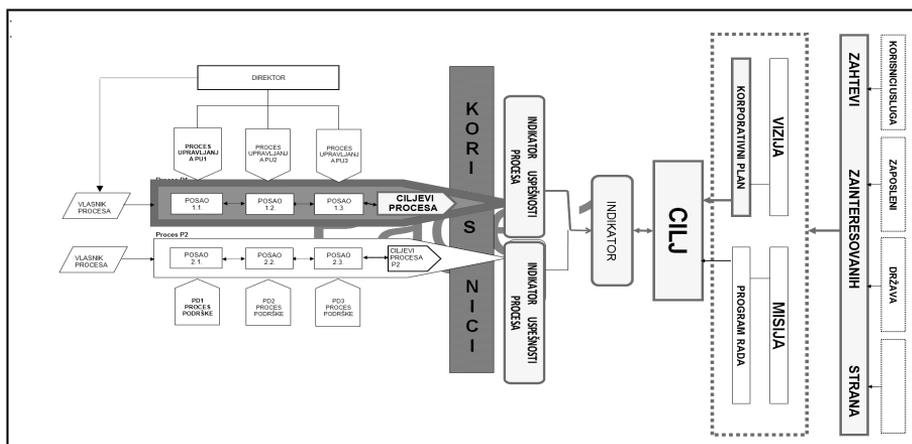 DIREKTOR
PROCES
UPRAVLJANJ
A PU1
PROCES
UPRAVLJANJ
A PU2
PROCES
UPRAVLJANJ
A PU3
VLASNIK
PROCESA
POSAO
1.1.
POSAO
1.2.
POSAO
1.3.
CILJEVI
PROCESA
Proces P2
VLASNIK
PROCESA
POSAO
2.1.
POSAO
2.2.
POSAO
2.3.
CILJEVI
PROCESA
P2
PD1
PROCES
PODRŠKE
PD2
PROCES
PODRŠKE
PD3
PROCES
PODRŠKE
KORI
S
NICI
INDIKATOR USPEŠNOSTI
PROCESA
INDIKATOR USPEŠNOSTI
PROCESA
INDIKATOR
CILJ
KORPORATIVNI PLAN
VIZIJA
PROGRAM RADA
MISIJA
ZAHTEVI ZAINTERESOVANIH STRANA
KORISNICI USLUGA
ZAPOSLENI
DRŽAVA